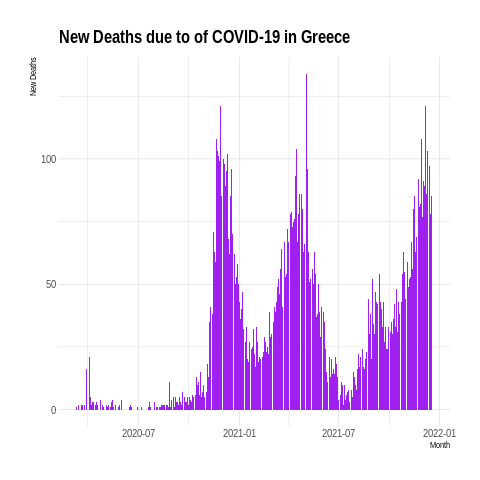 New Deaths due to of COVID-19 in Greece
New Deaths
100
50
0
2020-07 2021-01 2021-07 2022-01
Month